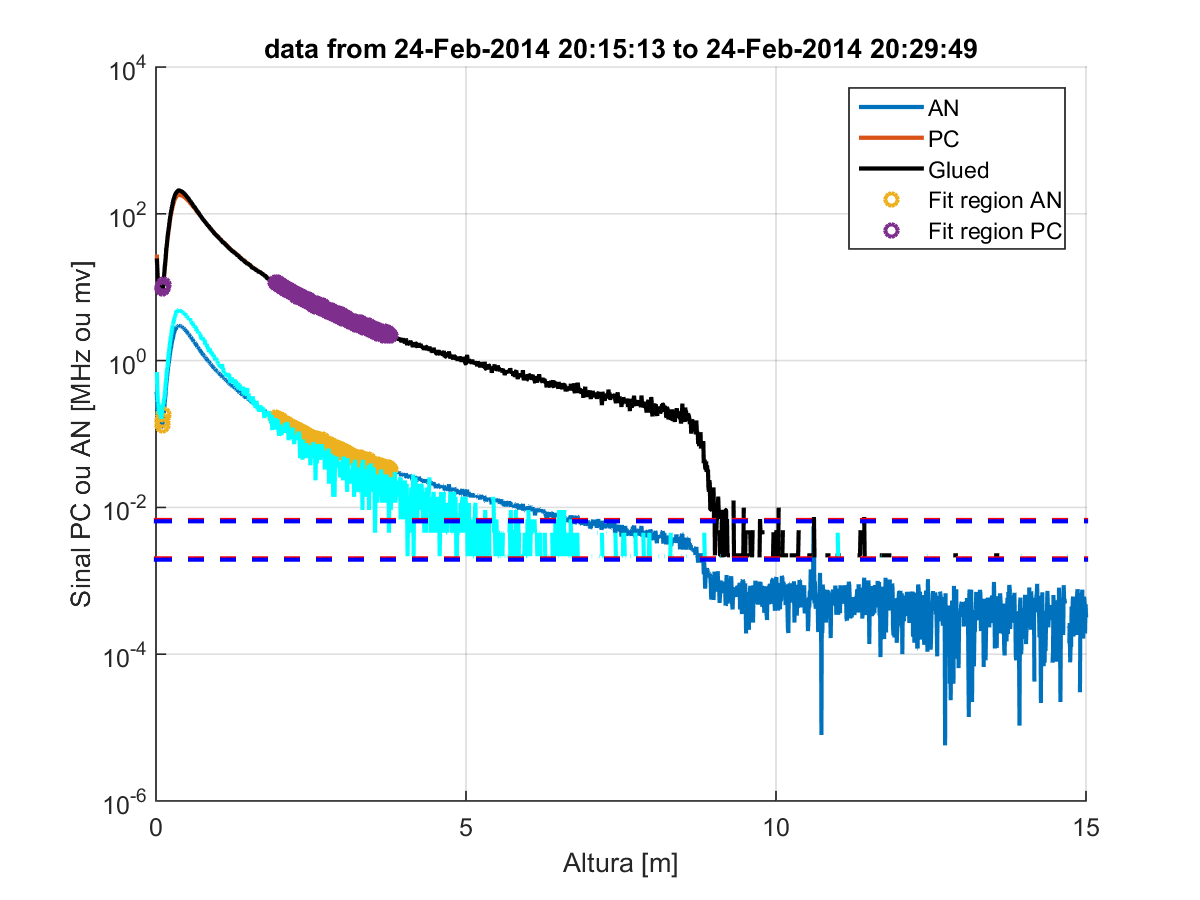 data from 24-Feb-2014 20:15:13 to 24-Feb-2014 20:29:49
Sinal PC ou AN [MHz ou mv]
10^4
10^2
10^0
10^-2
10^-4
10^-6
AN
PC
Glued
Fit region AN
Fit region PC
0 5 10 15
Altura [m]